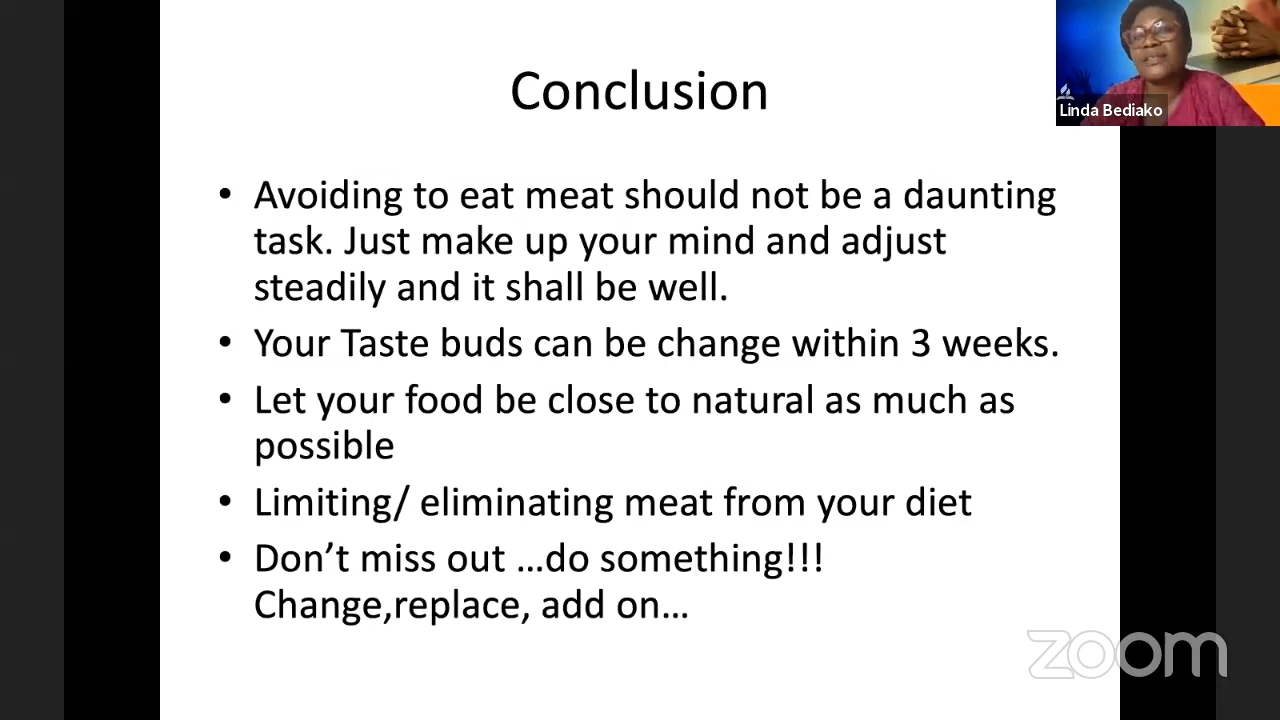 Conclusion
Linda Bediako
• Avoiding to eat meat should not be a daunting
task. Just make up your mind and adjust
steadily and it shall be well.
• Your Taste buds can be change within 3 weeks.
• Let your food be close to natural as much as
possible
• Limiting/ eliminating meat from your diet
• Don’t miss out …do something!!!
Change,replace, add on…
zoom